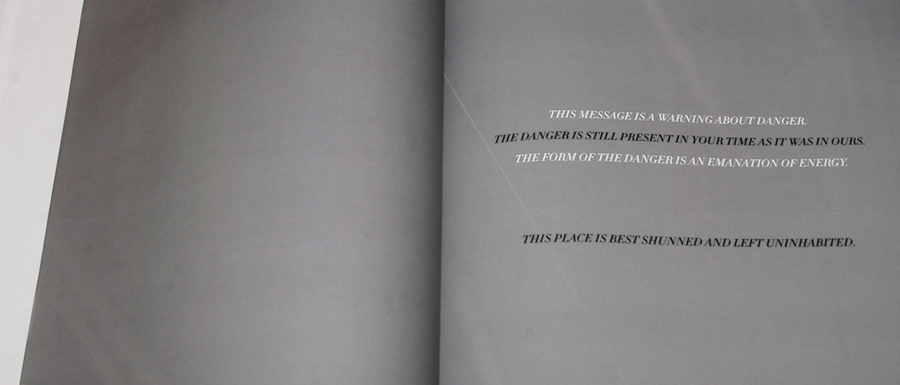 THIS MESSAGE IS A WARNING ABOUT DANGER.
THE DANGER IS STILL PRESENT IN YOUR TIME AS IT WAS IN OURS.
THE FORM OF THE DANGER IS AN EMANATION OF ENERGY.
THIS PLACE IS BEST SHUNNED AND LEFT UNINHABITED.